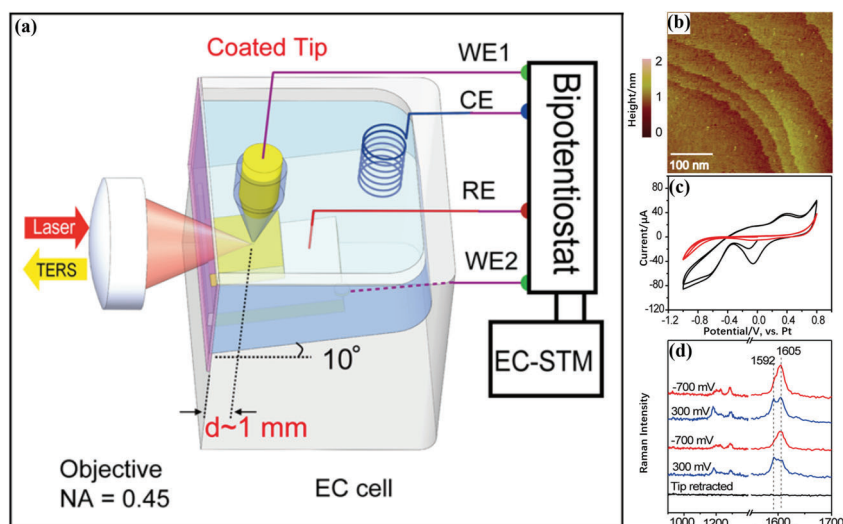 (a)
Coated Tip
WE1
CE
RE
WE2
Bipotentiostat
EC-STM
Laser
TERS
10°
d~1 mm
Objective
NA = 0.45
EC cell
(b)
Height/nm
2
1
0
100 nm
(c)
Current/µA
80
40
0
-40
-80
-120
-1.2
-0.8
-0.4
0.0
0.4
0.8
Potential/V, vs. Pt
(d)
1592
1605
Raman Intensity
-700 mV
300 mV
-700 mV
300 mV
Tip retracted
1000
1200
1600
1700